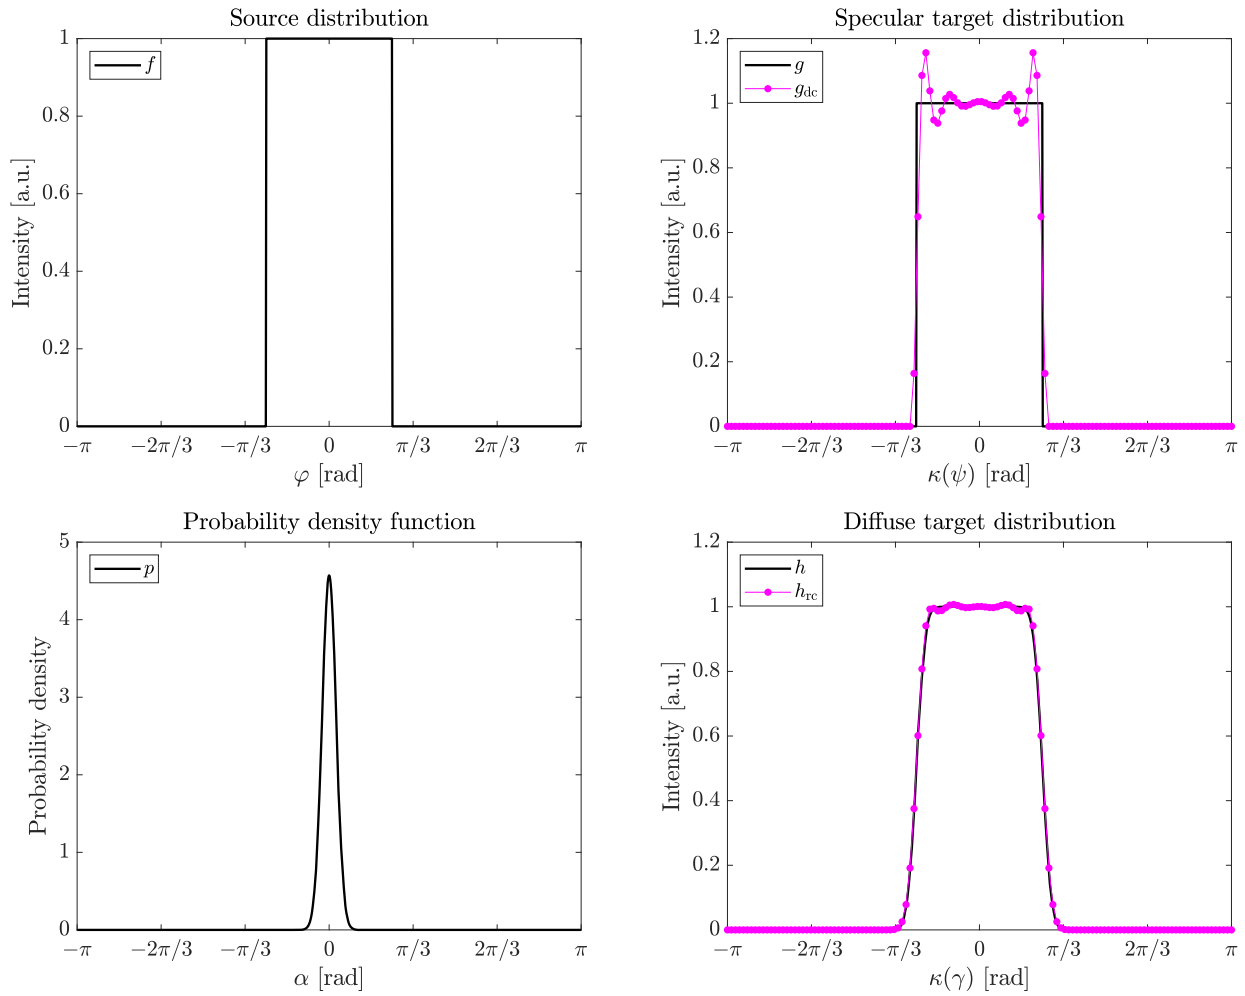 Source distribution
1
0.8
0.6
0.4
0.2
0
Intensity [a.u.]
f
−π −2π/3 −π/3 0 π/3 2π/3 π
φ [rad]
Specular target distribution
1.2
1
0.8
0.6
0.4
0.2
0
Intensity [a.u.]
g
g_dc
−π −2π/3 −π/3 0 π/3 2π/3 π
κ(ψ) [rad]
Probability density function
5
4
3
2
1
0
Probability density
p
−π −2π/3 −π/3 0 π/3 2π/3 π
α [rad]
Diffuse target distribution
1.2
1
0.8
0.6
0.4
0.2
0
Intensity [a.u.]
h
h_rc
−π −2π/3 −π/3 0 π/3 2π/3 π
κ(γ) [rad]